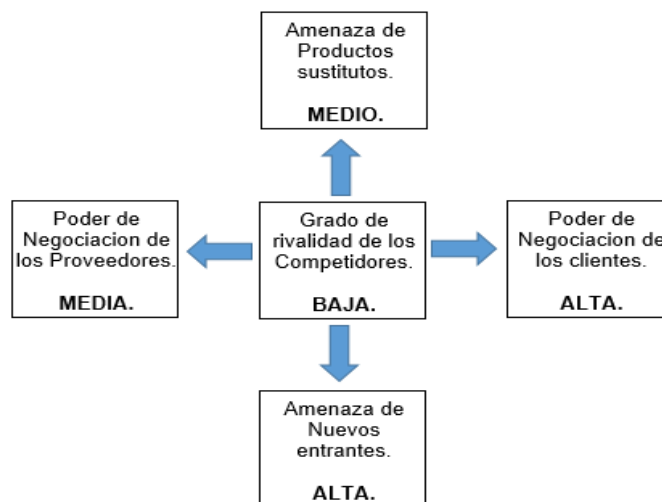 Amenaza de
Productos
sustitutos.
MEDIO.
Poder de
Negociacion de
los Proveedores.
MEDIA.
Grado de
rivalidad de los
Competidores.
BAJA.
Poder de
Negociacion de
los clientes.
ALTA.
Amenaza de
Nuevos
entrantes.
ALTA.